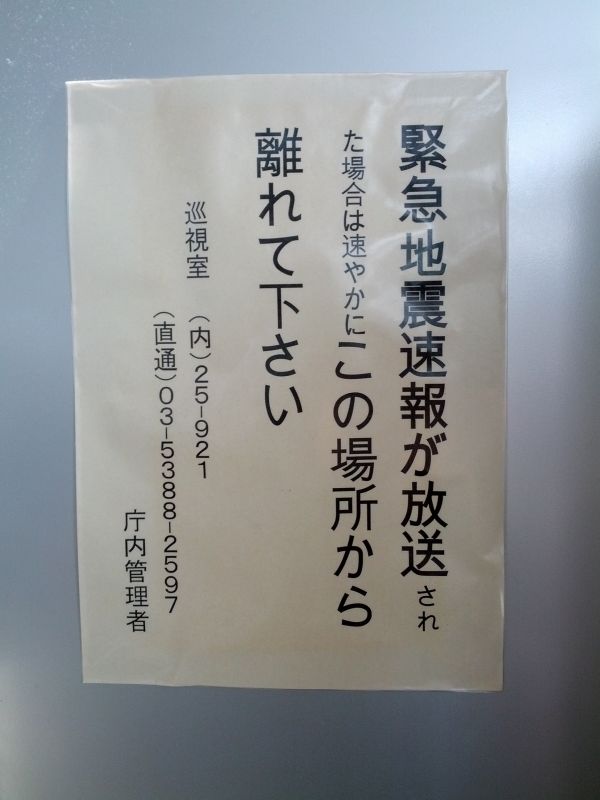 緊急地震速報が放送され
た場合は速やかにこの場所から
離れて下さい
巡視室 (内)25-921
(直通)03-5388-2597
庁内管理者